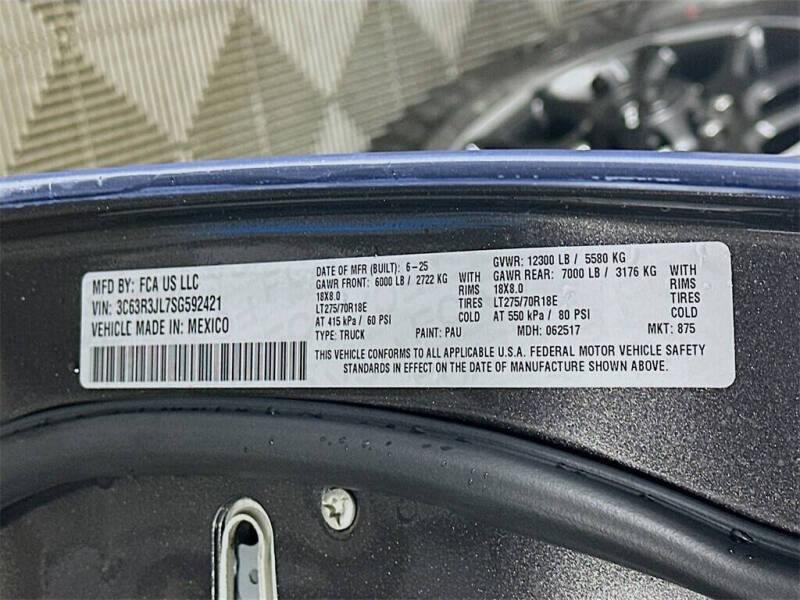 MFD BY: FCA US LLC
VIN: 3C63R3JL7SG592421
VEHICLE MADE IN: MEXICO
DATE OF MFR (BUILT): 6-25
GAWR FRONT: 6000 LB / 2722 KG WITH
18X8.0 RIMS
LT275/70R18E TIRES
AT 415 kPa / 60 PSI COLD
TYPE: TRUCK PAINT: PAU
GVWR: 12300 LB / 5580 KG
GAWR REAR: 7000 LB / 3176 KG WITH
18X8.0 RIMS
LT275/70R18E TIRES
AT 550 kPa / 80 PSI COLD
MDH: 062517 MKT: 875
THIS VEHICLE CONFORMS TO ALL APPLICABLE U.S.A. FEDERAL MOTOR VEHICLE SAFETY
STANDARDS IN EFFECT ON THE DATE OF MANUFACTURE SHOWN ABOVE.